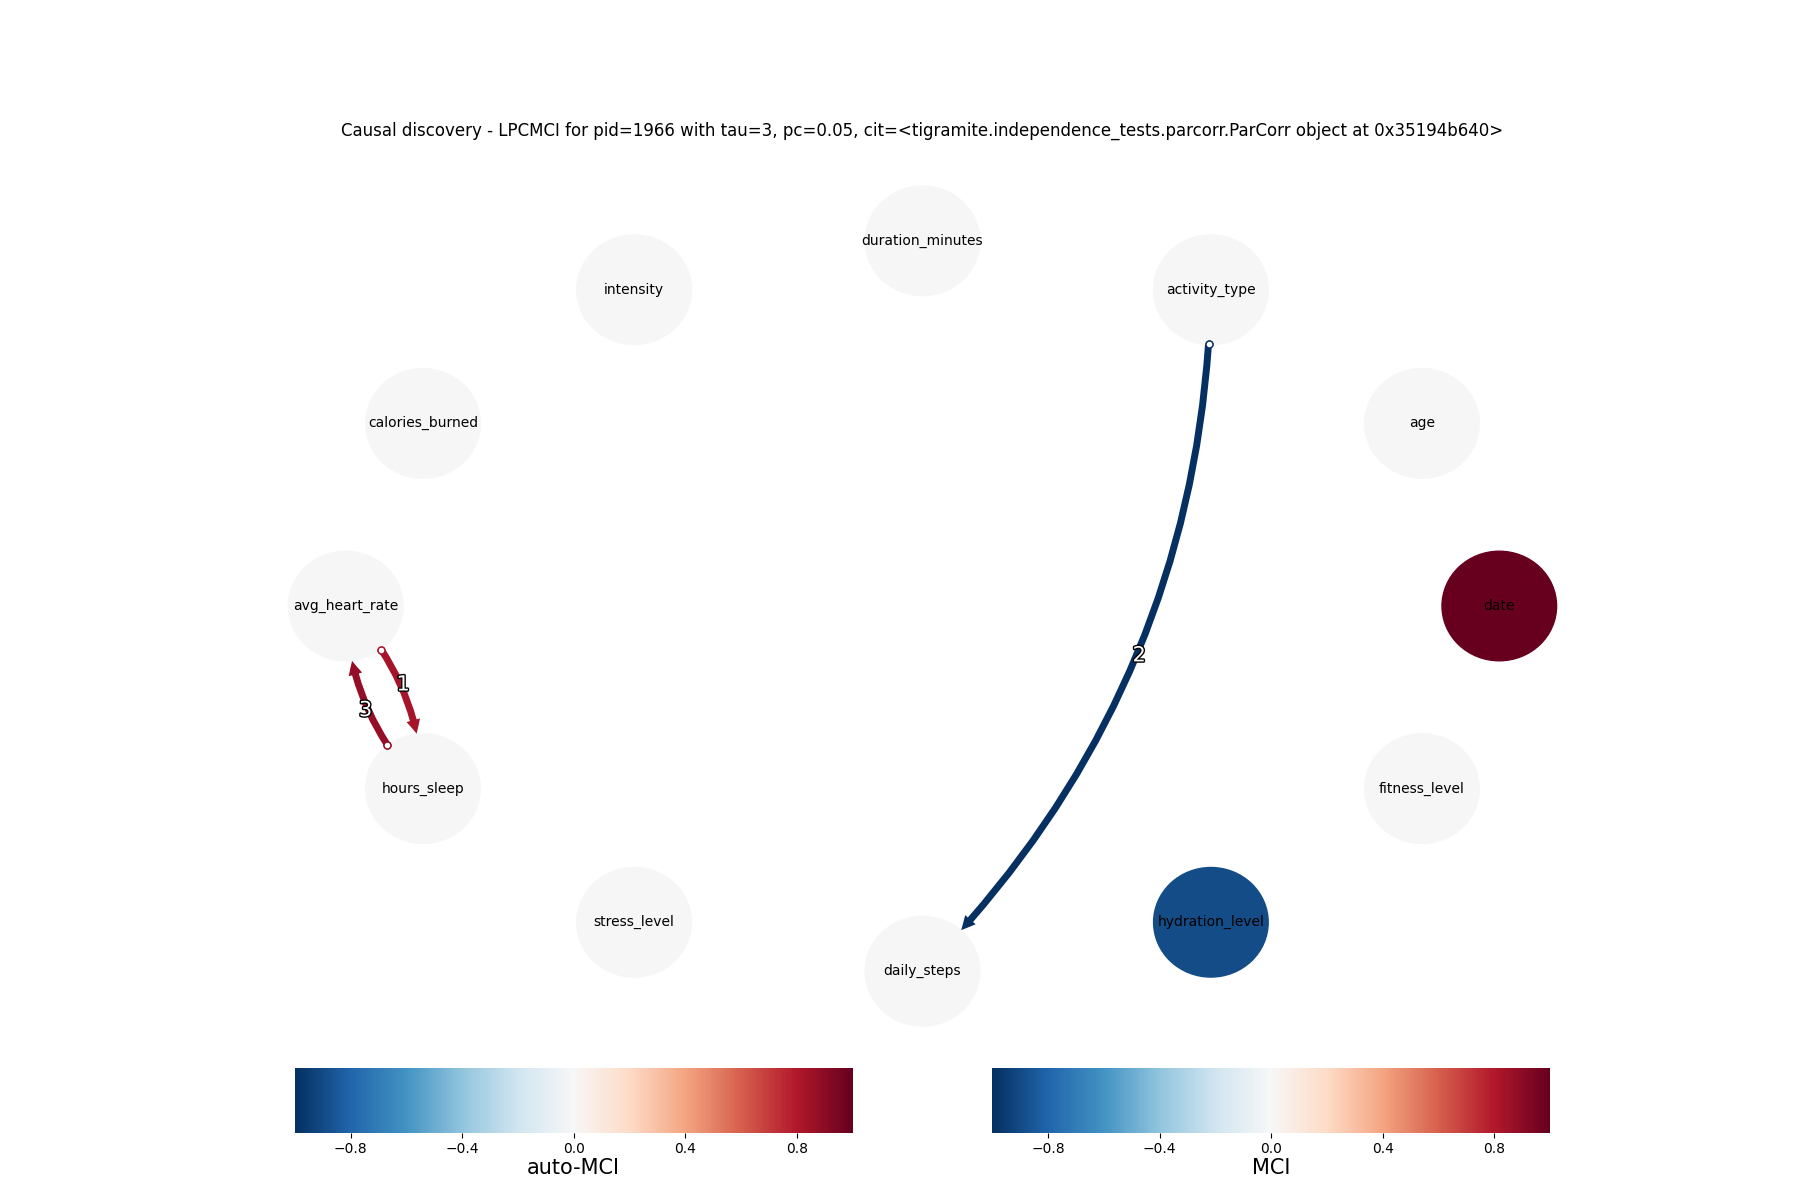 Causal discovery - LPCMCI for pid=1966 with tau=3, pc=0.05, cit=<tigramite.independence_tests.parcorr.ParCorr object at 0x35194b640>
duration_minutes
intensity
activity_type
calories_burned
age
avg_heart_rate
date
2
1
3
hours_sleep
fitness_level
stress_level
hydration_level
daily_steps
−0.8 −0.4 0.0 0.4 0.8
auto-MCI
−0.8 −0.4 0.0 0.4 0.8
MCI